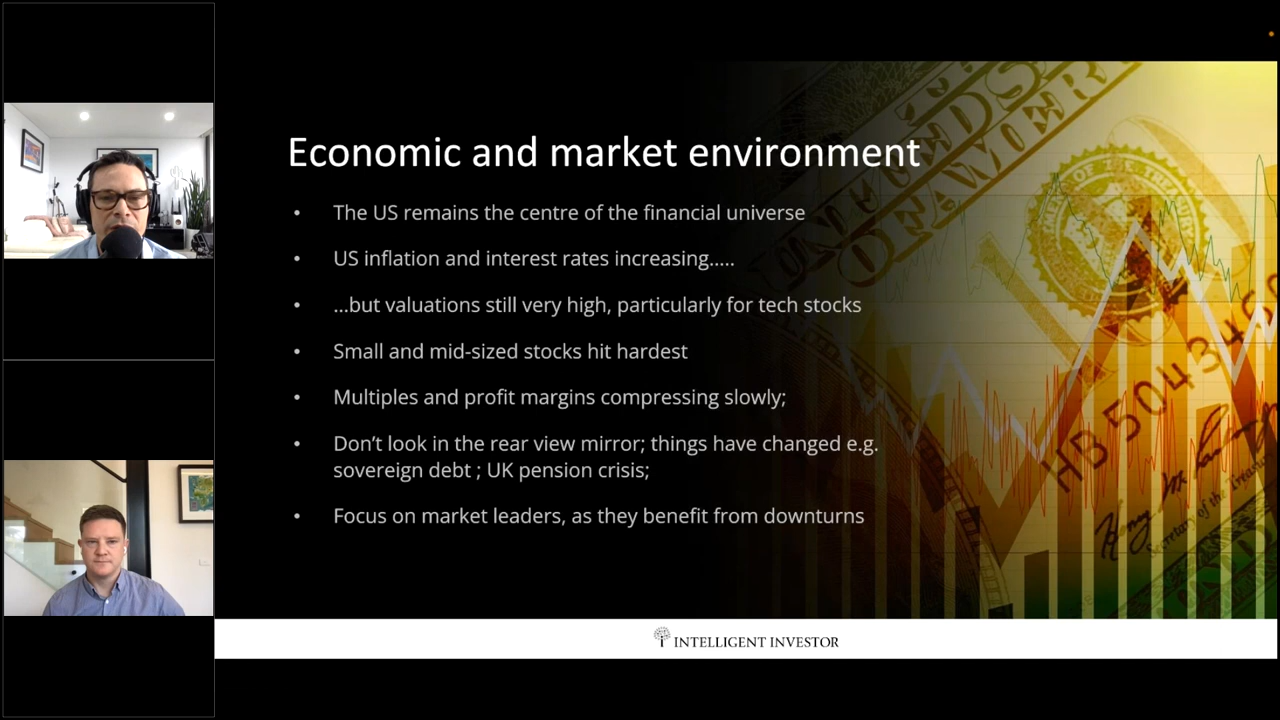 Economic and market environment
• The US remains the centre of the financial universe
• US inflation and interest rates increasing.....
• ...but valuations still very high, particularly for tech stocks
• Small and mid-sized stocks hit hardest
• Multiples and profit margins compressing slowly;
• Don’t look in the rear view mirror; things have changed e.g.
sovereign debt ; UK pension crisis;
• Focus on market leaders, as they benefit from downturns
INTELLIGENT INVESTOR